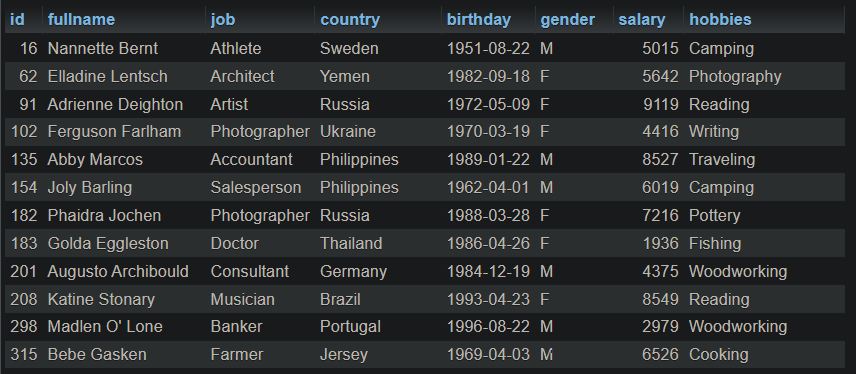 id fullname job country birthday gender salary hobbies
16 Nannette Bernt Athlete Sweden 1951-08-22 M 5015 Camping
62 Elladine Lentsch Architect Yemen 1982-09-18 F 5642 Photography
91 Adrienne Deighton Artist Russia 1972-05-09 F 9119 Reading
102 Ferguson Farlham Photographer Ukraine 1970-03-19 F 4416 Writing
135 Abby Marcos Accountant Philippines 1989-01-22 M 8527 Traveling
154 Joly Barling Salesperson Philippines 1962-04-01 M 6019 Camping
182 Phaidra Jochen Photographer Russia 1988-03-28 F 7216 Pottery
183 Golda Eggleston Doctor Thailand 1986-04-26 F 1936 Fishing
201 Augusto Archibould Consultant Germany 1984-12-19 M 4375 Woodworking
208 Katine Stonary Musician Brazil 1993-04-23 F 8549 Reading
298 Madlen O' Lone Banker Portugal 1996-08-22 M 2979 Woodworking
315 Bebe Gasken Farmer Jersey 1969-04-03 M 6526 Cooking